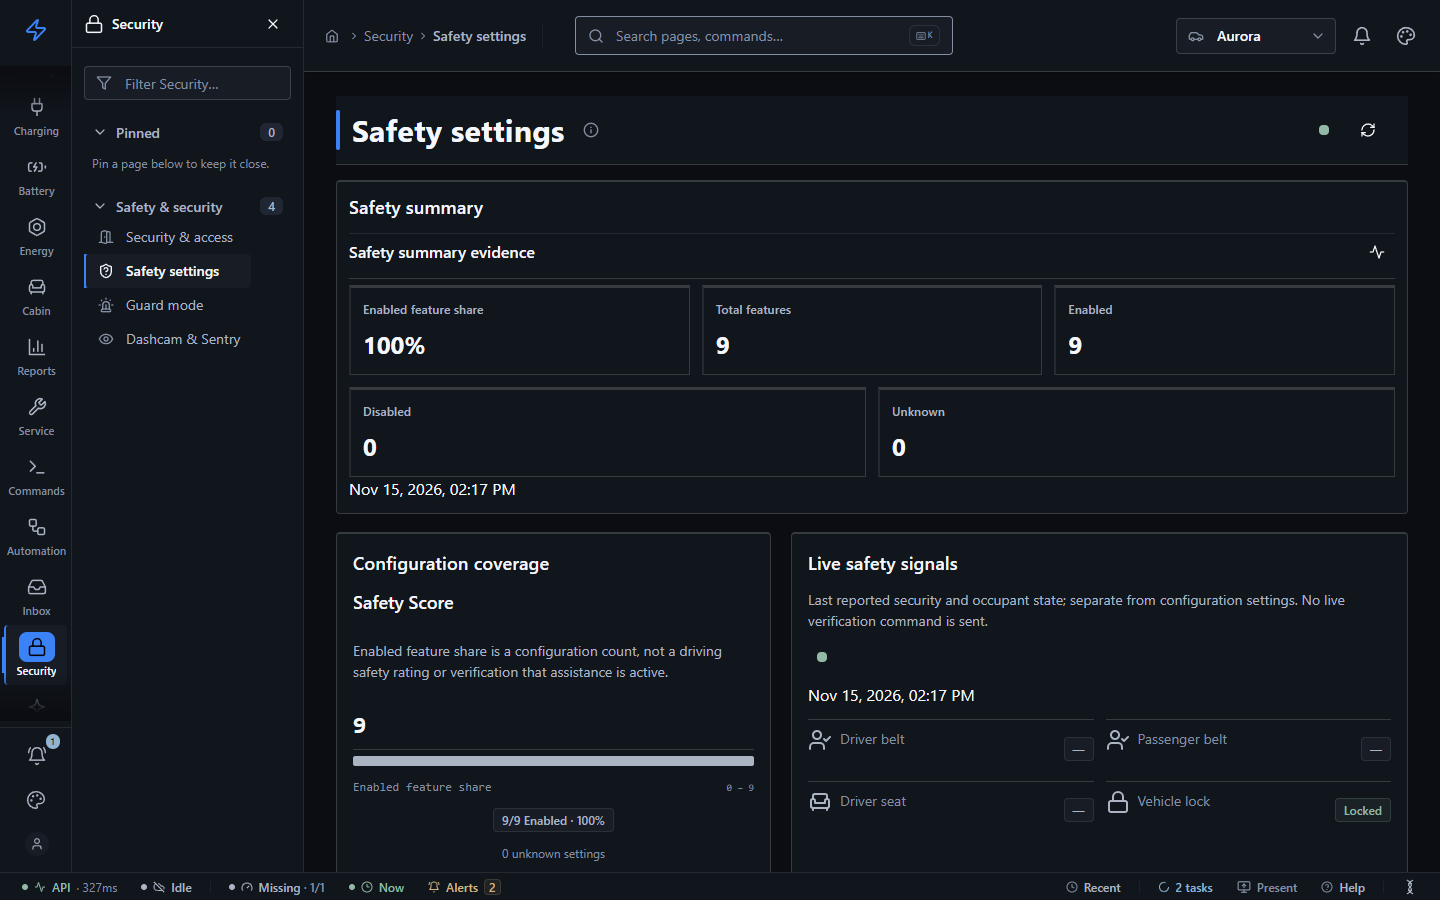 Security
Security
Safety settings
Search pages, commands...
K
Aurora
Filter Security...
Charging
Battery
Energy
Cabin
Reports
Service
Commands
Automation
Inbox
Security
1
Pinned
0
Pin a page below to keep it close.
Safety & security
4
Security & access
Safety settings
Guard mode
Dashcam & Sentry
Safety settings
Safety summary
Safety summary evidence
Enabled feature share
100%
Total features
9
Enabled
9
Disabled
0
Unknown
0
Nov 15, 2026, 02:17 PM
Configuration coverage
Safety Score
Enabled feature share is a configuration count, not a driving
safety rating or verification that assistance is active.
9
Enabled feature share
0 – 9
9/9 Enabled · 100%
0 unknown settings
Live safety signals
Last reported security and occupant state; separate from configuration settings. No live
verification command is sent.
Nov 15, 2026, 02:17 PM
Driver belt
—
Passenger belt
—
Driver seat
—
Vehicle lock
Locked
API · 327ms
Idle
Missing · 1/1
Now
Alerts 2
Recent
2 tasks
Present
Help